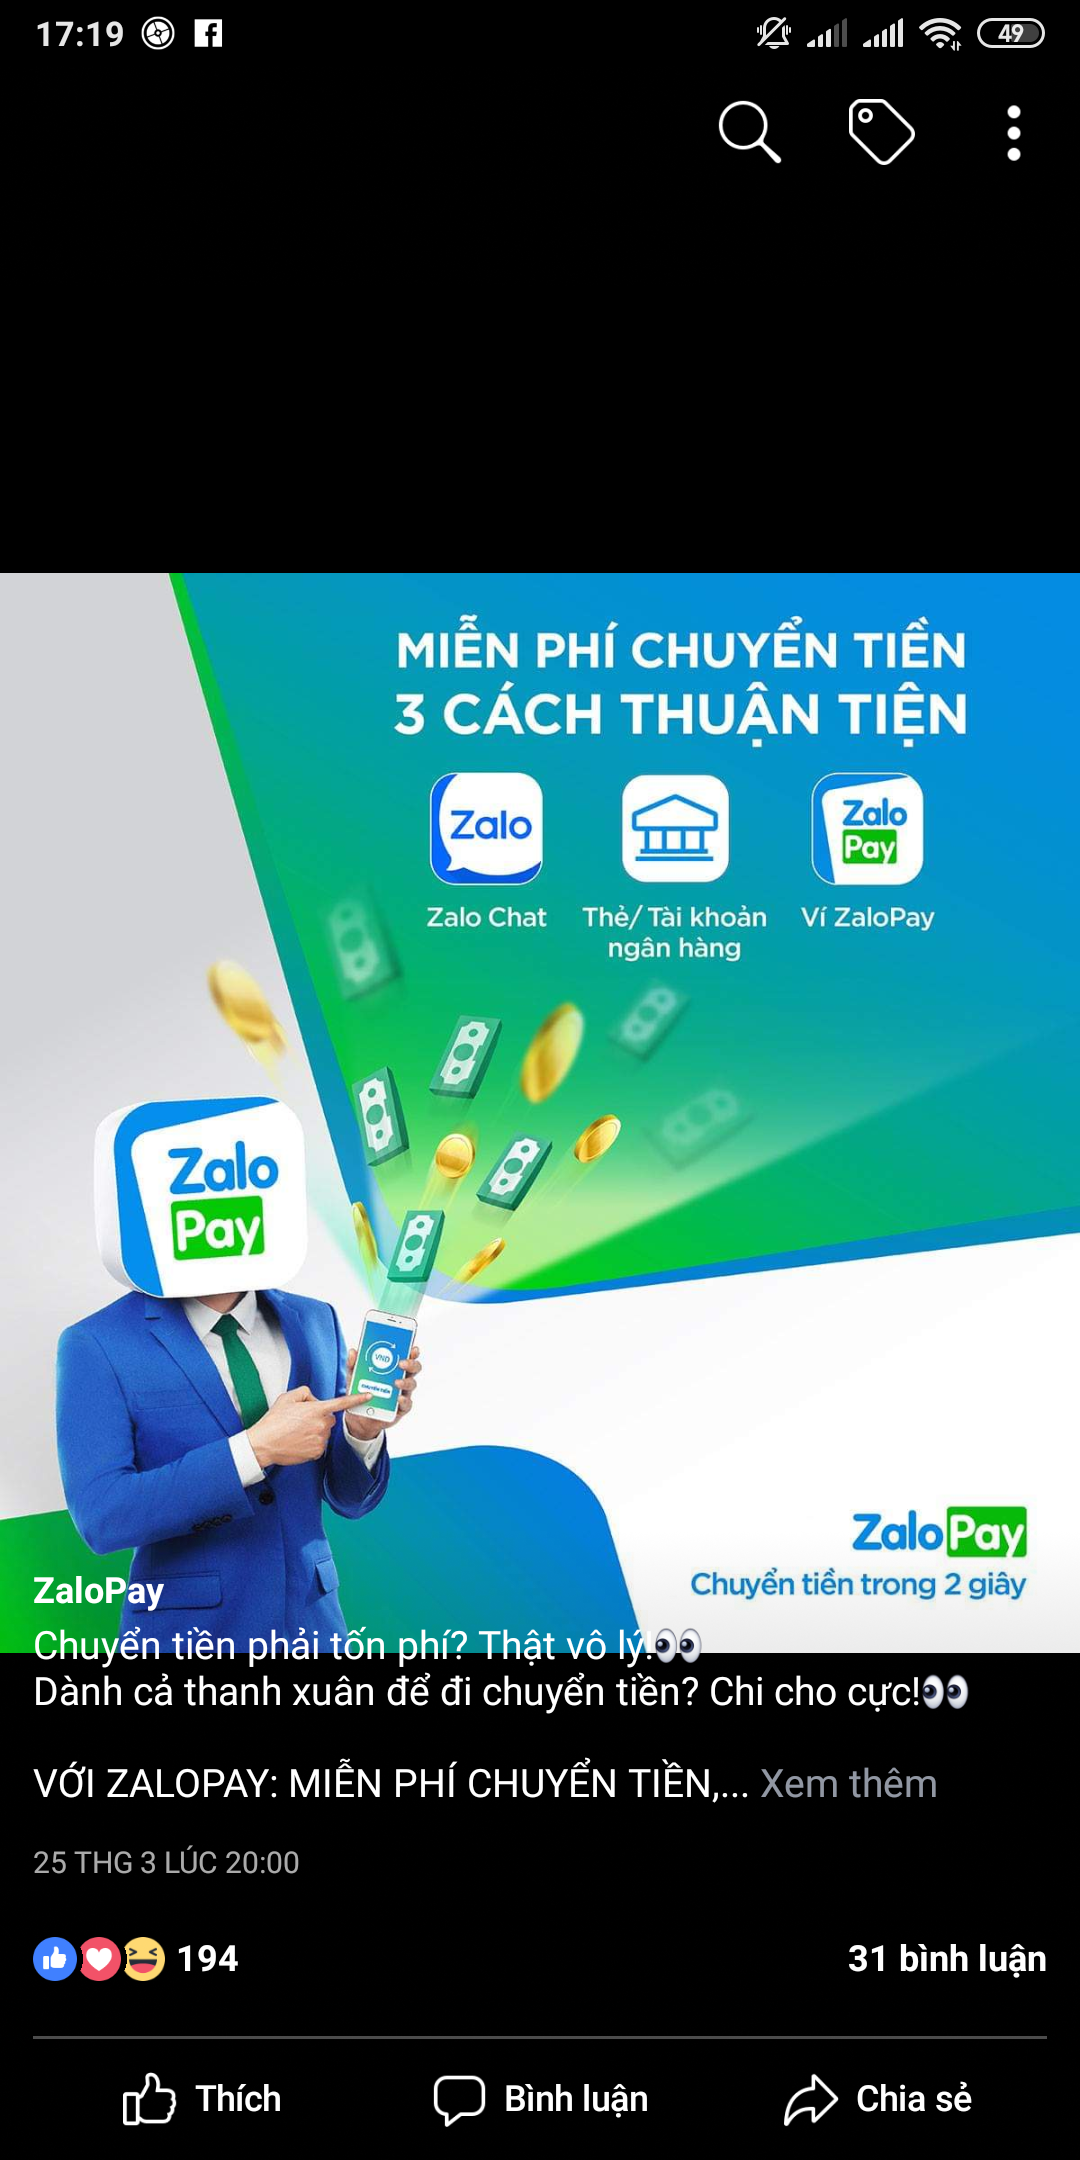 17:19
49
MIỄN PHÍ CHUYỂN TIỀN
3 CÁCH THUẬN TIỆN
Zalo
Zalo
Pay
Zalo Chat
Thẻ/ Tài khoản
ngân hàng
Ví ZaloPay
Zalo
Pay
VND
CHUYỂN TIỀN
ZaloPay
Chuyển tiền trong 2 giây
ZaloPay
Chuyển tiền phải tốn phí? Thật vô lý!👀
Dành cả thanh xuân để đi chuyển tiền? Chi cho cực!👀
VỚI ZALOPAY: MIỄN PHÍ CHUYỂN TIỀN,... Xem thêm
25 THG 3 LÚC 20:00
194
31 bình luận
Thích
Bình luận
Chia sẻ